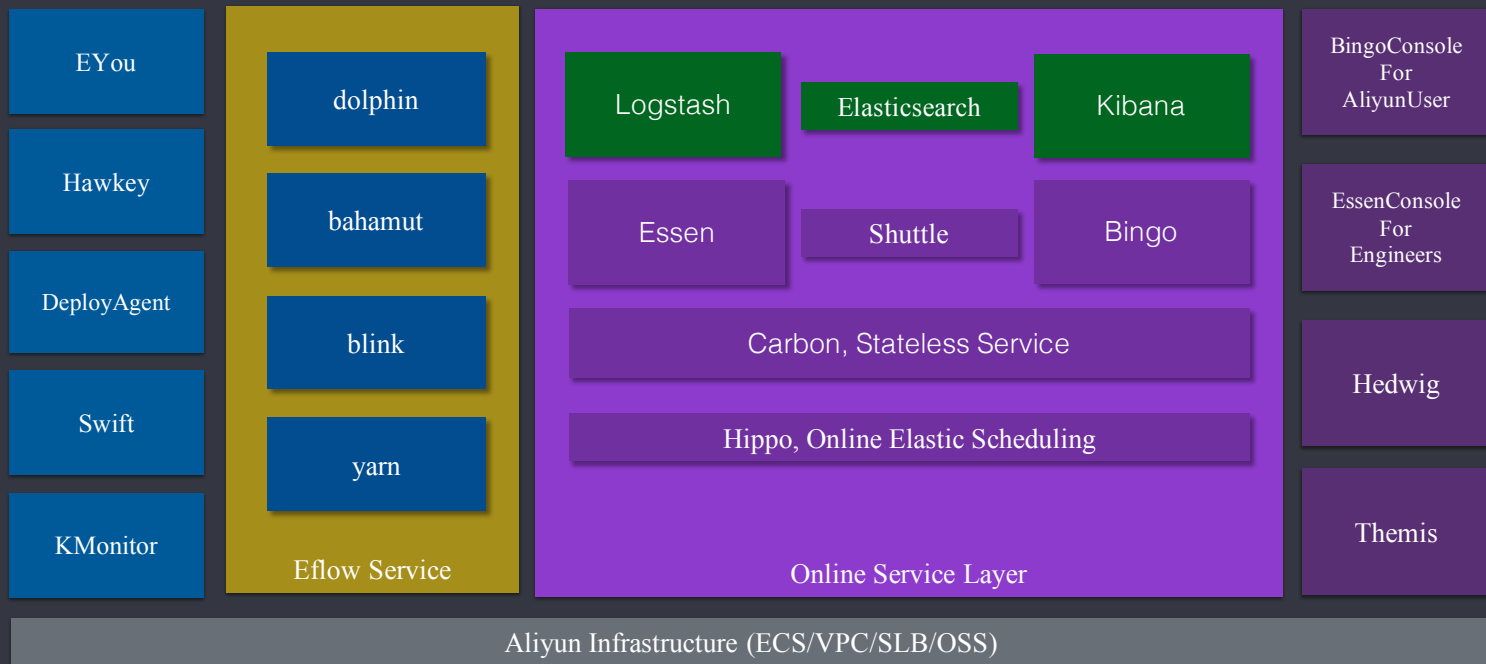 EYou
Hawkey
DeployAgent
Swift
KMonitor
dolphin
bahamut
blink
yarn
Eflow Service
Logstash
Elasticsearch
Kibana
Essen
Shuttle
Bingo
Carbon, Stateless Service
Hippo, Online Elastic Scheduling
Online Service Layer
BingoConsole
For
AliyunUser
EssenConsole
For
Engineers
Hedwig
Themis
Aliyun Infrastructure (ECS/VPC/SLB/OSS)